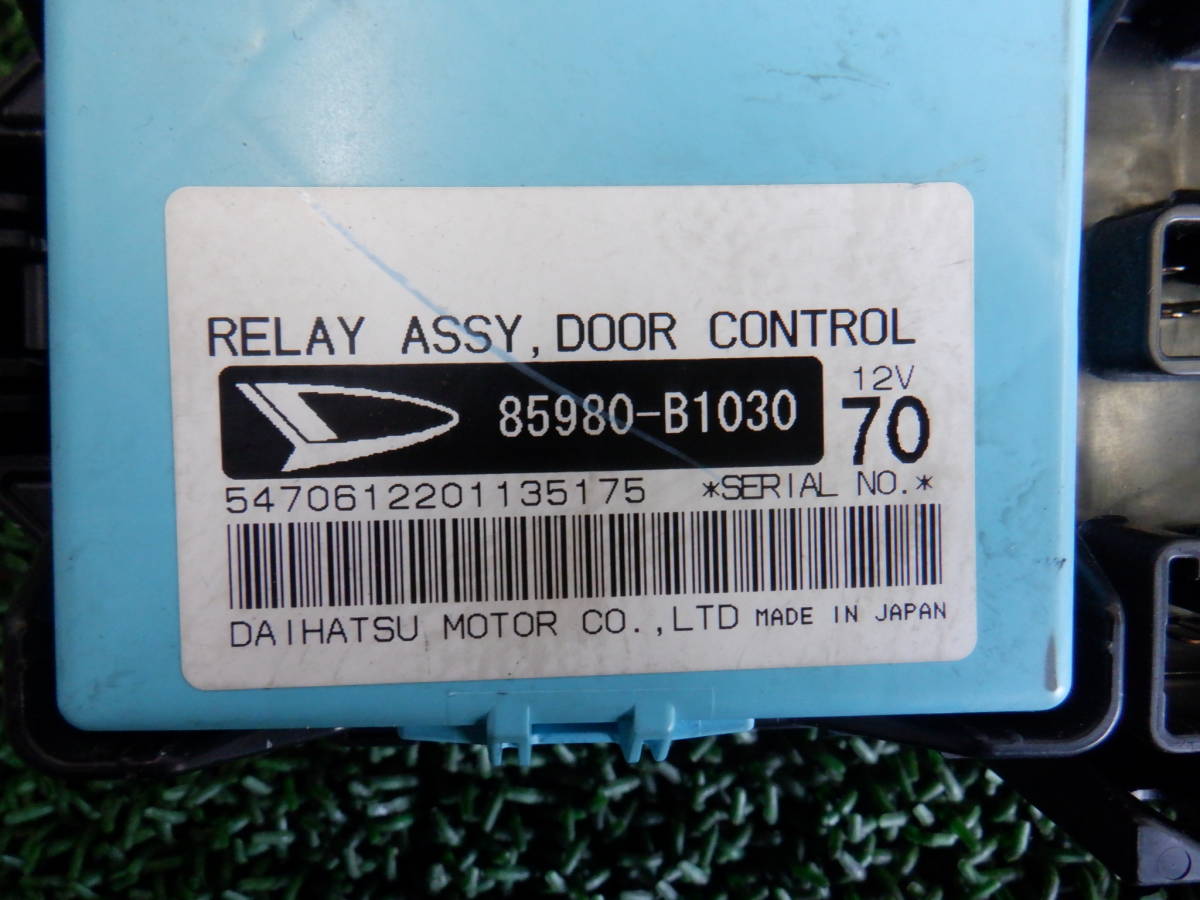 RELAY ASSY, DOOR CONTROL
85980-B1030
12V
70
5470612201135175 *SERIAL NO.*
DAIHATSU MOTOR CO.,LTD MADE IN JAPAN